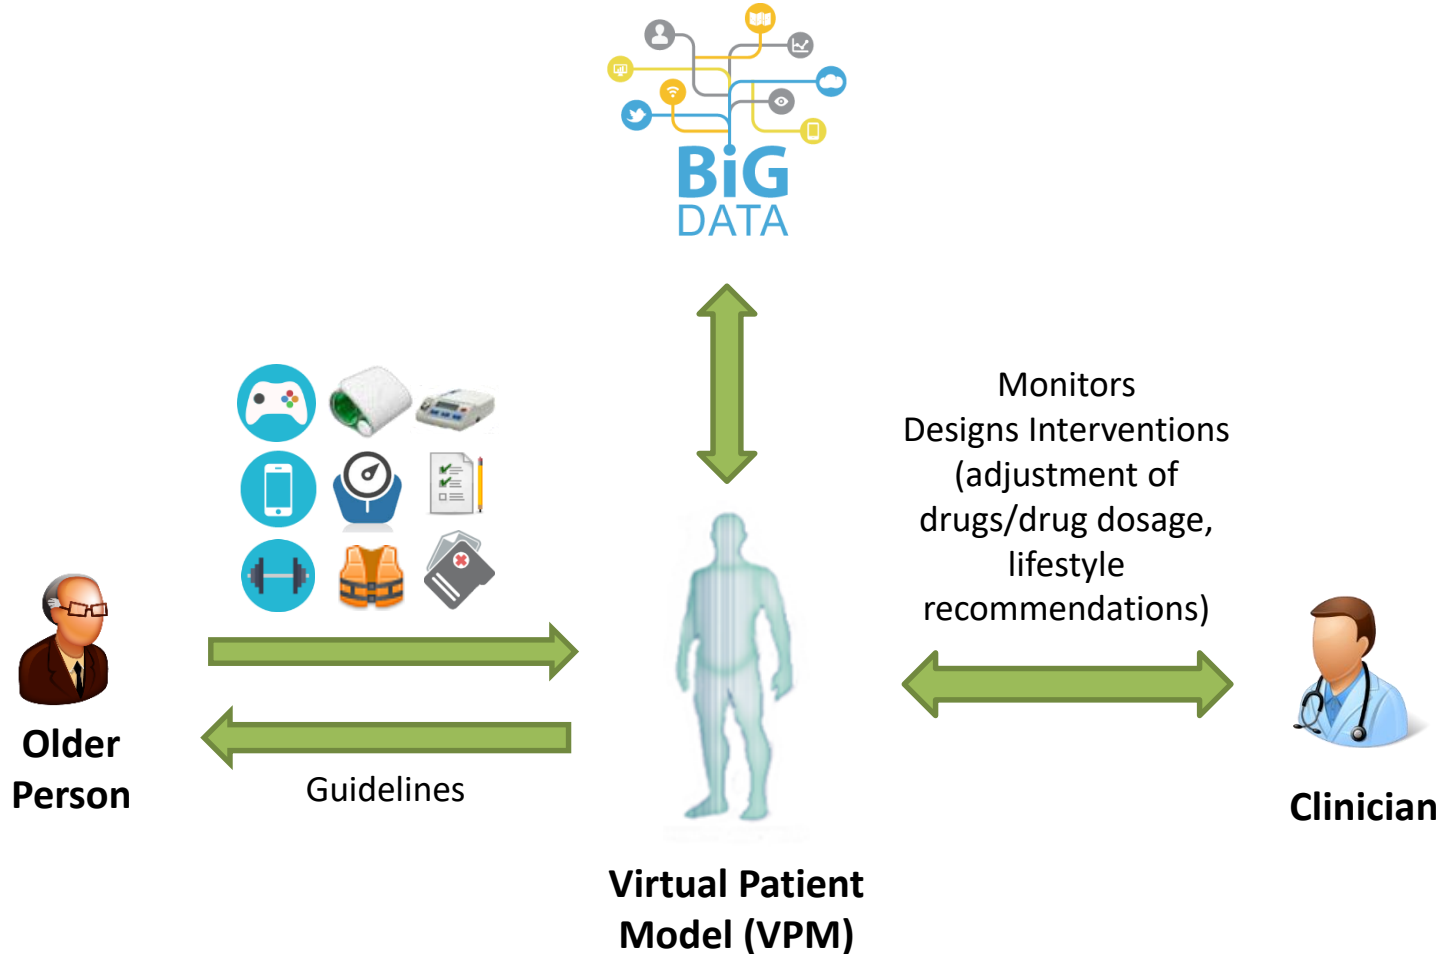 BiG
DATA
Monitors
Designs Interventions
(adjustment of
drugs/drug dosage,
lifestyle
recommendations)
Older
Person
Guidelines
Clinician
Virtual Patient
Model (VPM)